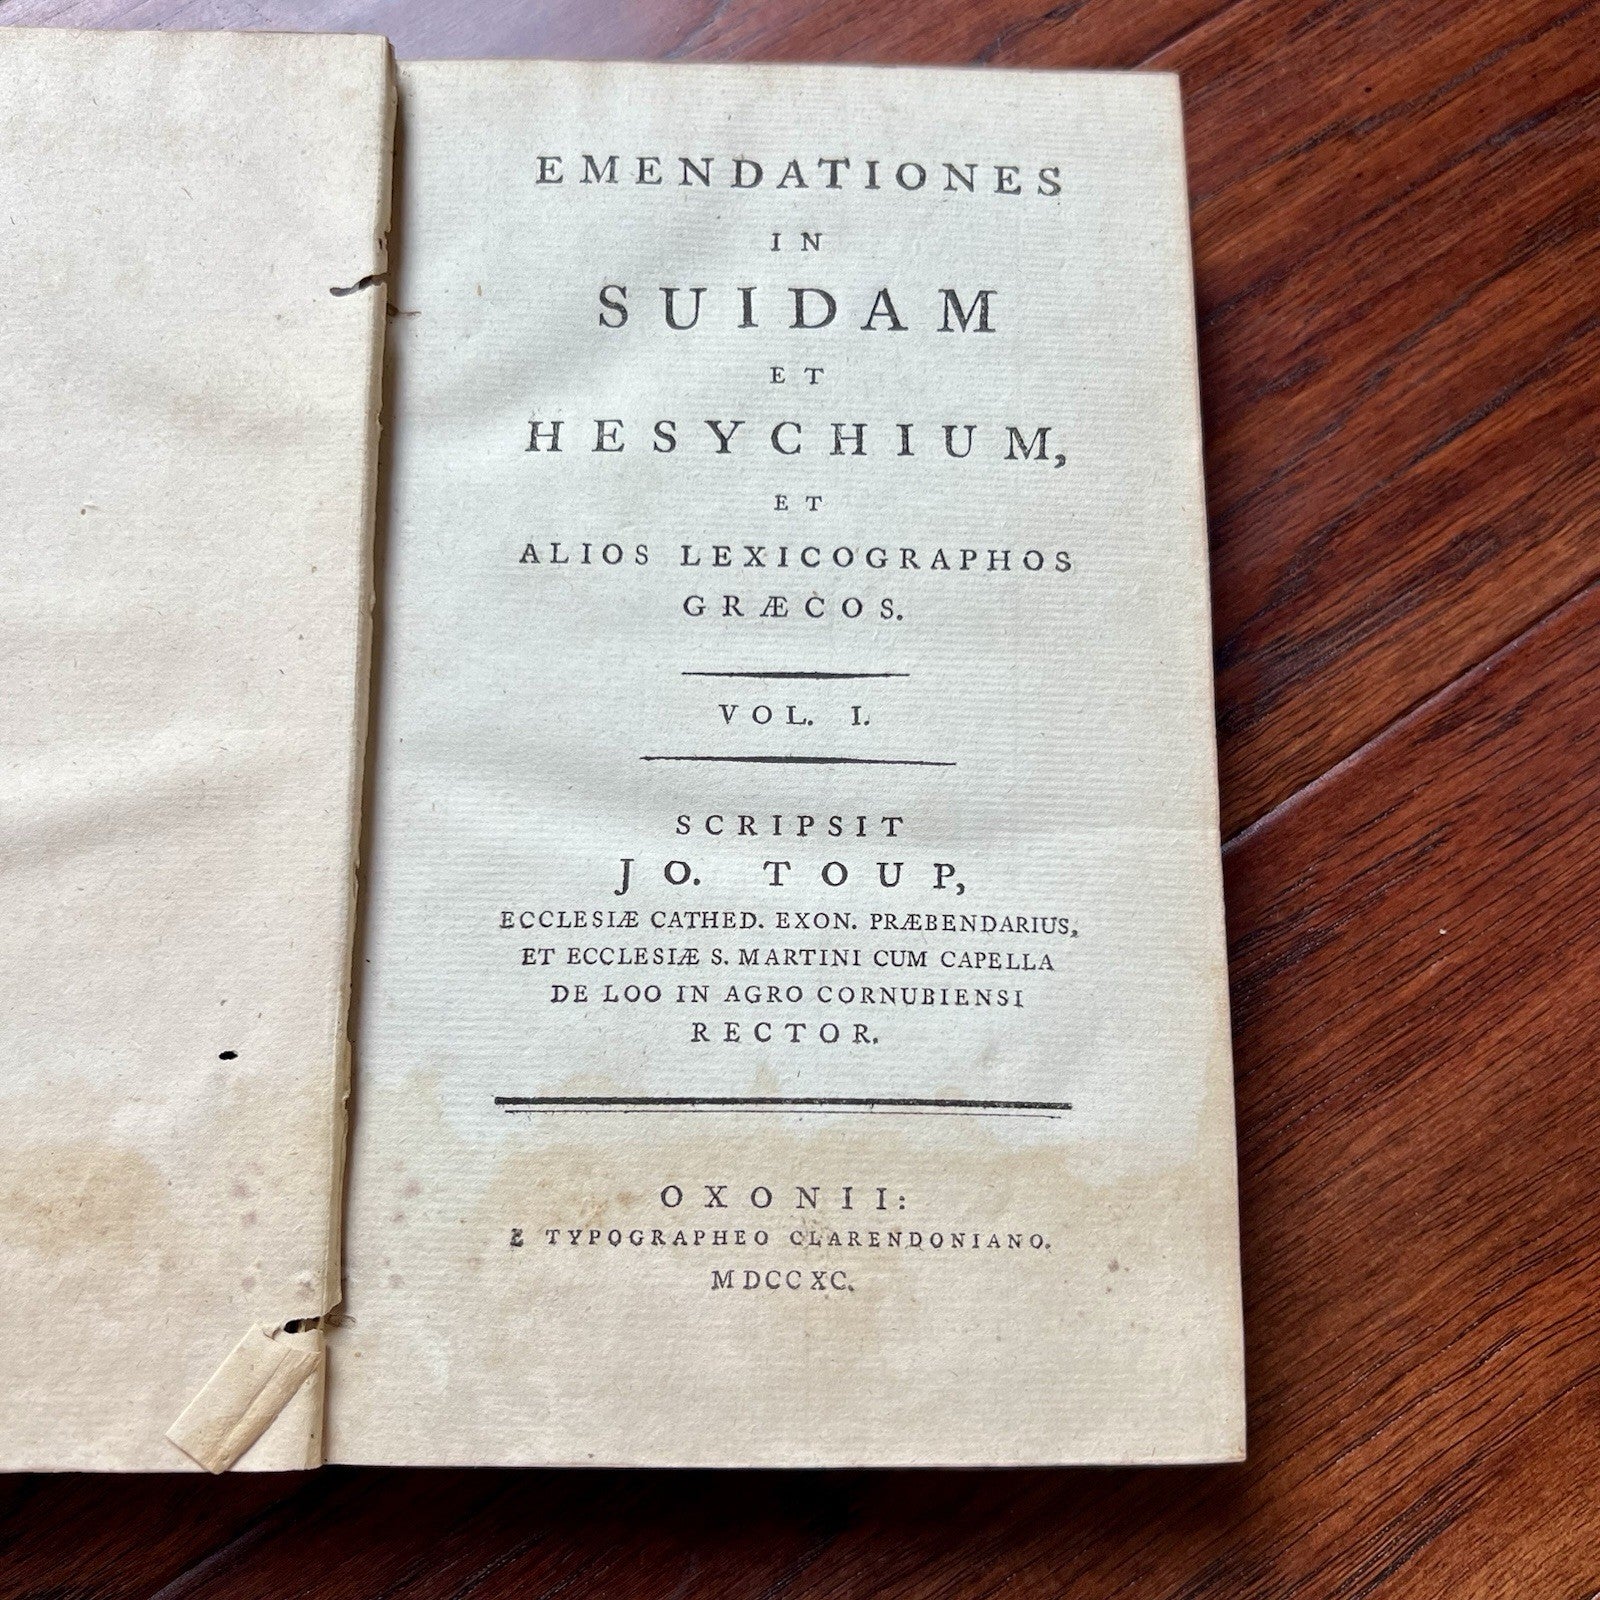 EMENDATIONES
IN
SUIDAM
ET
HESYCHIUM,
ET
ALIOS LEXICOGRAPHOS
GRÆCOS.
VOL. I.
SCRIPSIT
JO. TOUP,
ECCLESIÆ CATHED. EXON. PRÆBENDARIUS,
ET ECCLESIÆ S. MARTINI CUM CAPELLA
DE LOO IN AGRO CORNUBIENSI
RECTOR.
OXONII:
E TYPOGRAPHEO CLARENDONIANO.
MDCCXC.